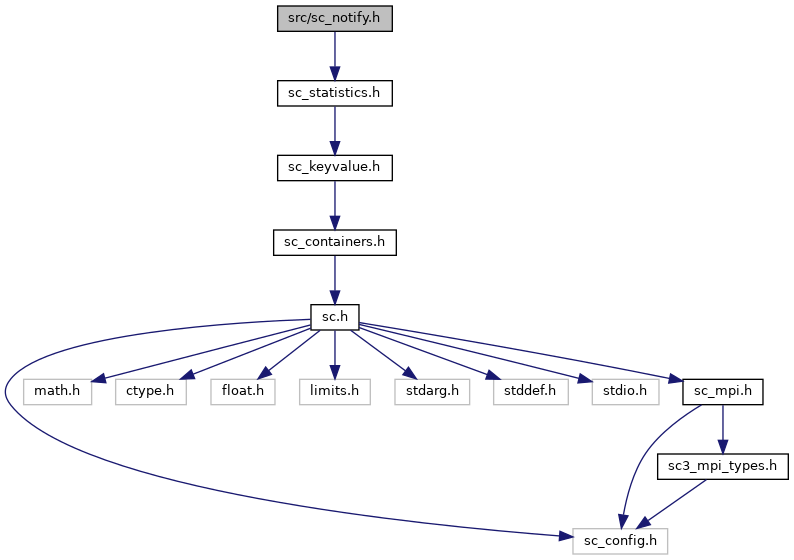 src/sc_notify.h
sc_statistics.h
sc_keyvalue.h
sc_containers.h
sc.h
math.h
ctype.h
float.h
limits.h
stdarg.h
stddef.h
stdio.h
sc_mpi.h
sc3_mpi_types.h
sc_config.h